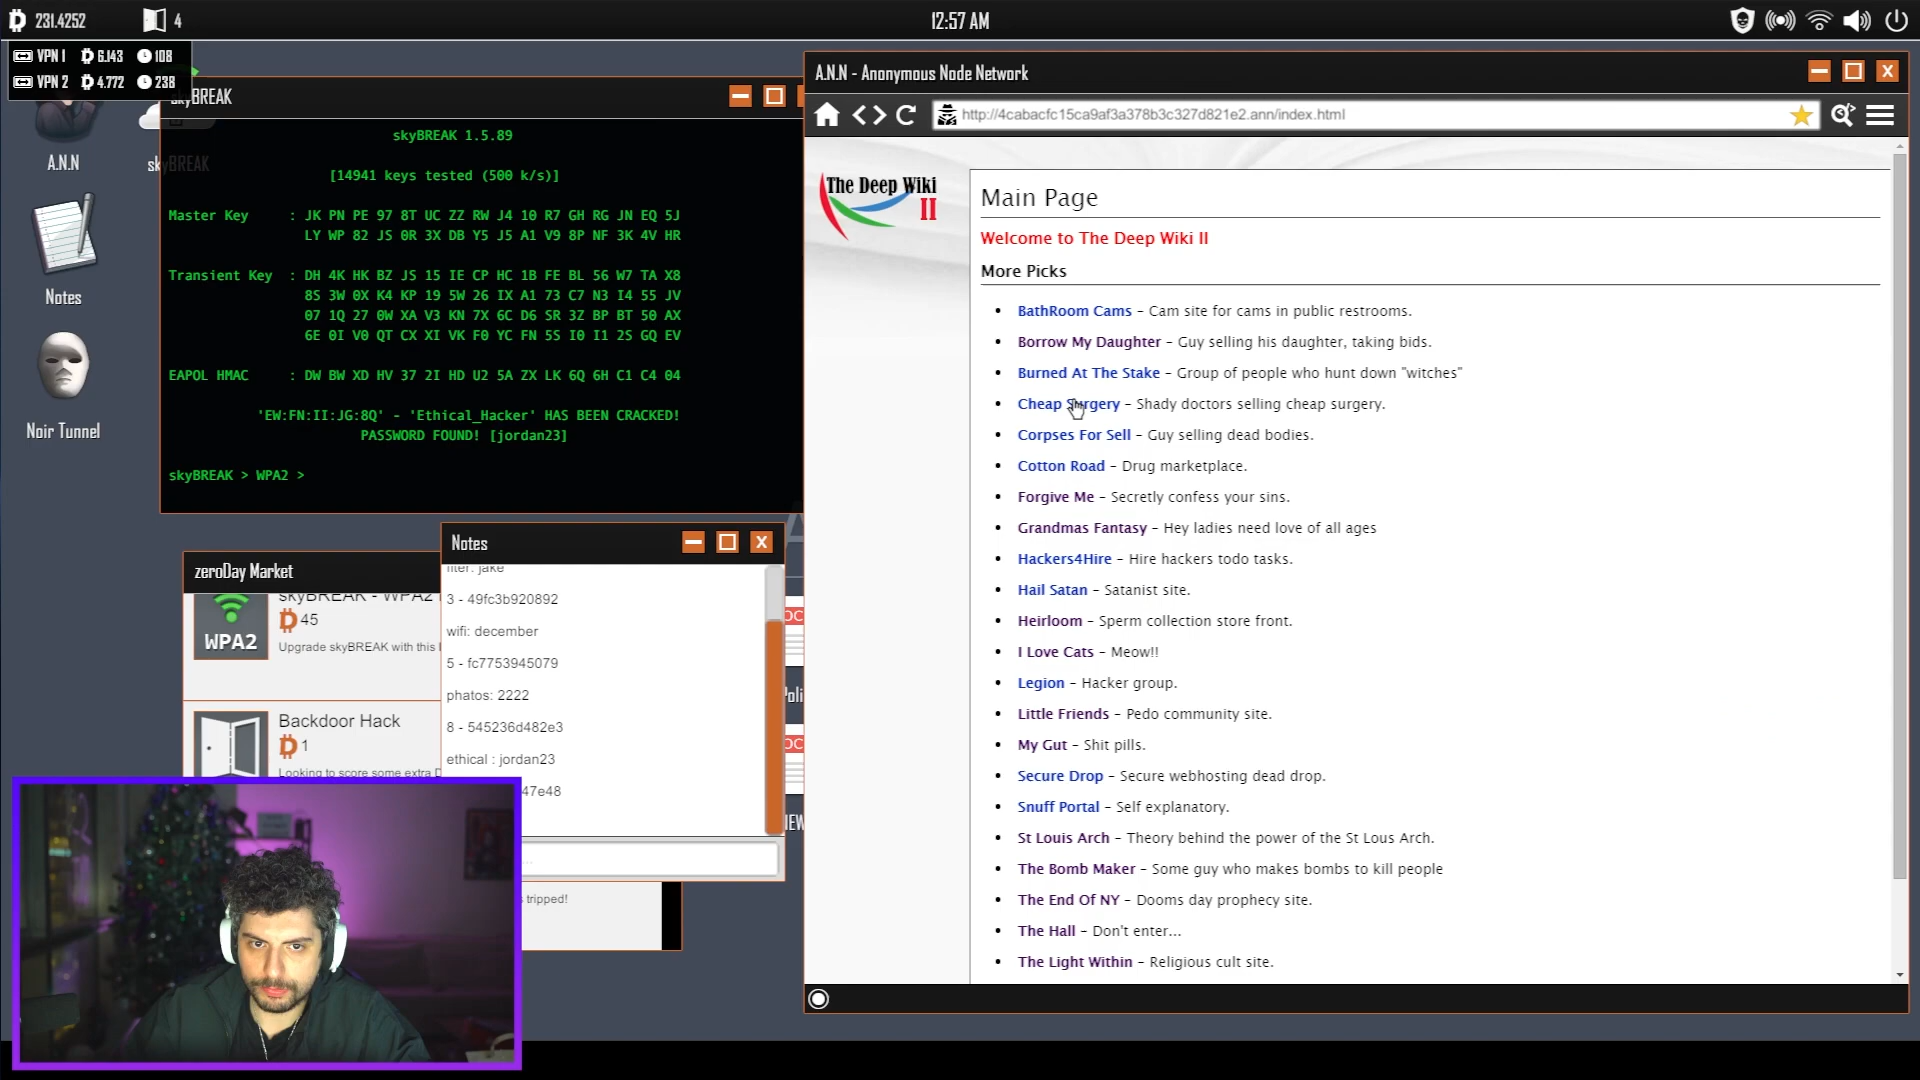 231.4252
4
12:57 AM
VPN 1 6.143 108
VPN 2 4.772 238
A.N.N
skyBREAK
Notes
Noir Tunnel
skyBREAK
skyBREAK 1.5.89
[14941 keys tested (500 k/s)]
Master Key : JK PN PE 97 8T UC ZZ RW J4 10 R7 GH RG JN EQ 5J
LY WP 82 JS 0R 3X DB Y5 J5 A1 V9 8P NF 3K 4V HR
Transient Key : DH 4K HK BZ JS 15 IE CP HC 1B FE BL 56 W7 TA X8
8S 3W 0X K4 KP 19 5W 26 IX A1 73 C7 N3 I4 55 JV
07 1Q 27 0W XA V3 KN 7X 6C D6 SR 3Z BP BT 50 AX
6E 0I V0 QT CX XI VK F0 YC FN 5S I0 I1 2S GQ EV
EAPOL HMAC : DW BW XD HV 37 2I HD U2 5A ZX LK 6Q 6H C1 C4 04
'EW:FN:II:JG:8Q' - 'Ethical_Hacker' HAS BEEN CRACKED!
PASSWORD FOUND! [jordan23]
skyBREAK > WPA2 >
zeroDay Market
skyBREAK - WPA2
45
WPA2
Upgrade skyBREAK with this
Backdoor Hack
1
Looking to score some extra
tripped!
Notes
jake
3 - 49fc3b920892
wifi: december
5 - fc7753945079
photos: 2222
8 - 545236d482e3
ethical : jordan23
47e48
A.N.N - Anonymous Node Network
http://4cabacfc15ca9af3a378b3c327d821e2.ann/index.html
The Deep Wiki
II
Main Page
Welcome to The Deep Wiki II
More Picks
• BathRoom Cams - Cam site for cams in public restrooms.
• Borrow My Daughter - Guy selling his daughter, taking bids.
• Burned At The Stake - Group of people who hunt down "witches"
• Cheap Surgery - Shady doctors selling cheap surgery.
• Corpses For Sell - Guy selling dead bodies.
• Cotton Road - Drug marketplace.
• Forgive Me - Secretly confess your sins.
• Grandmas Fantasy - Hey ladies need love of all ages
• Hackers4Hire - Hire hackers todo tasks.
• Hail Satan - Satanist site.
• Heirloom - Sperm collection store front.
• I Love Cats - Meow!!
• Legion - Hacker group.
• Little Friends - Pedo community site.
• My Gut - Shit pills.
• Secure Drop - Secure webhosting dead drop.
• Snuff Portal - Self explanatory.
• St Louis Arch - Theory behind the power of the St Lous Arch.
• The Bomb Maker - Some guy who makes bombs to kill people
• The End Of NY - Dooms day prophecy site.
• The Hall - Don't enter...
• The Light Within - Religious cult site.